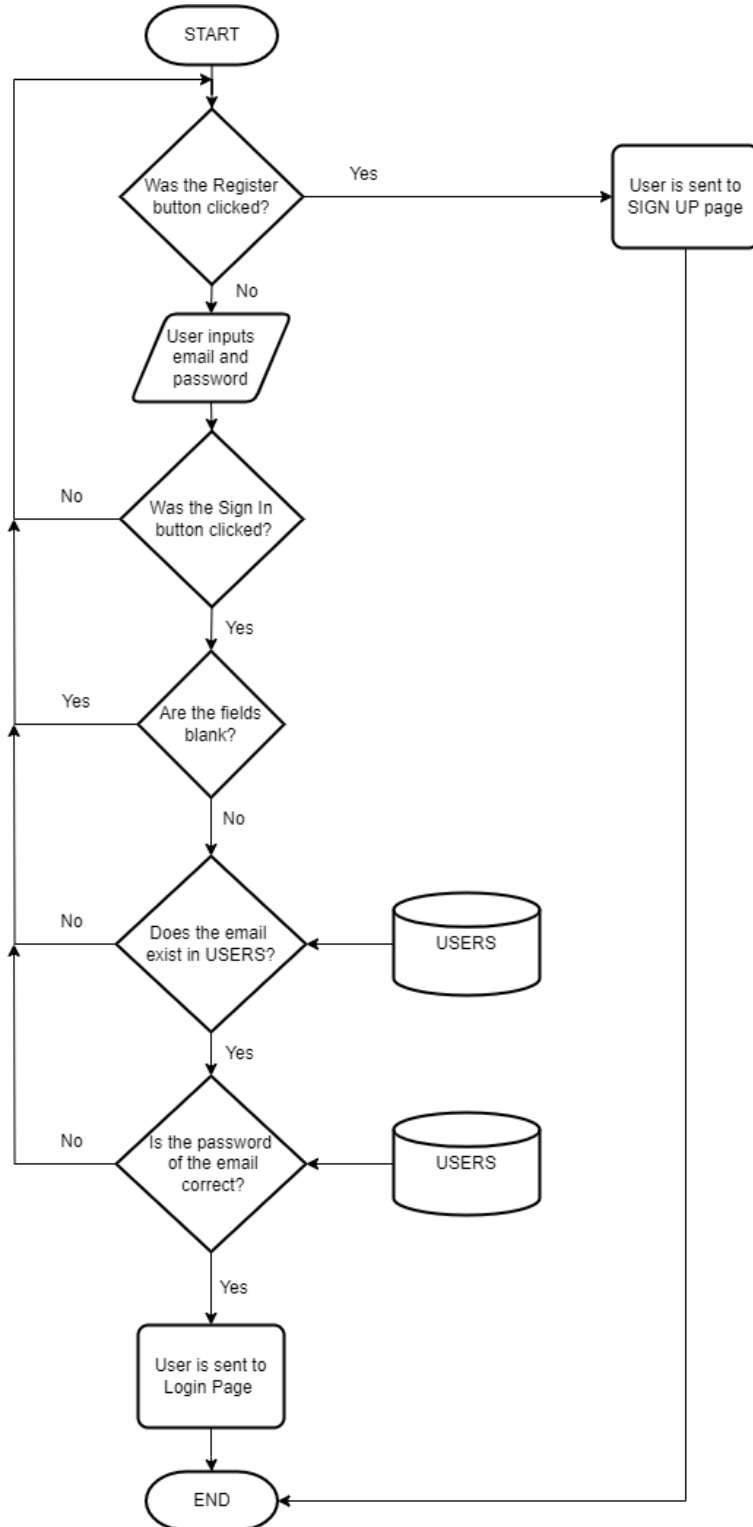 START
Was the Register
button clicked?
Yes
User is sent to
SIGN UP page
No
User inputs
email and
password
Was the Sign In
button clicked?
No
Yes
Are the fields
blank?
Yes
No
Does the email
exist in USERS?
No
USERS
Yes
Is the password
of the email
correct?
No
USERS
Yes
User is sent to
Login Page
END